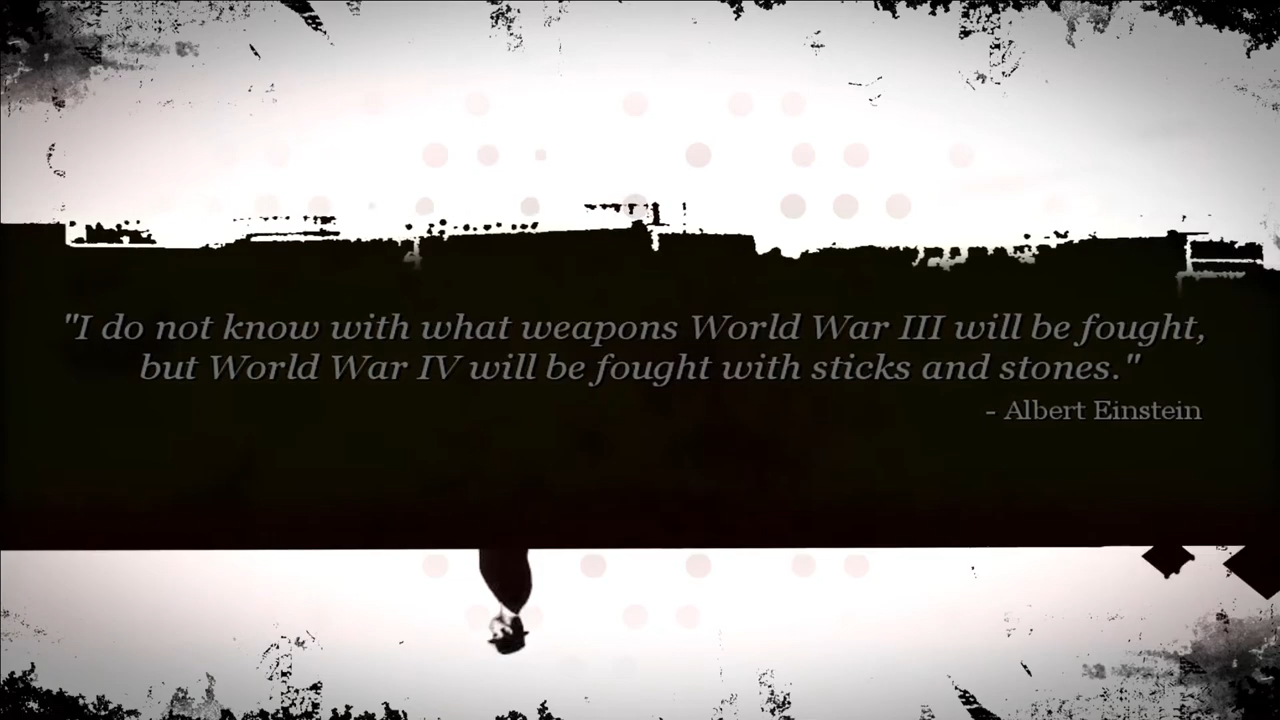 "I do not know with what weapons World War III will be fought,
but World War IV will be fought with sticks and stones."
- Albert Einstein